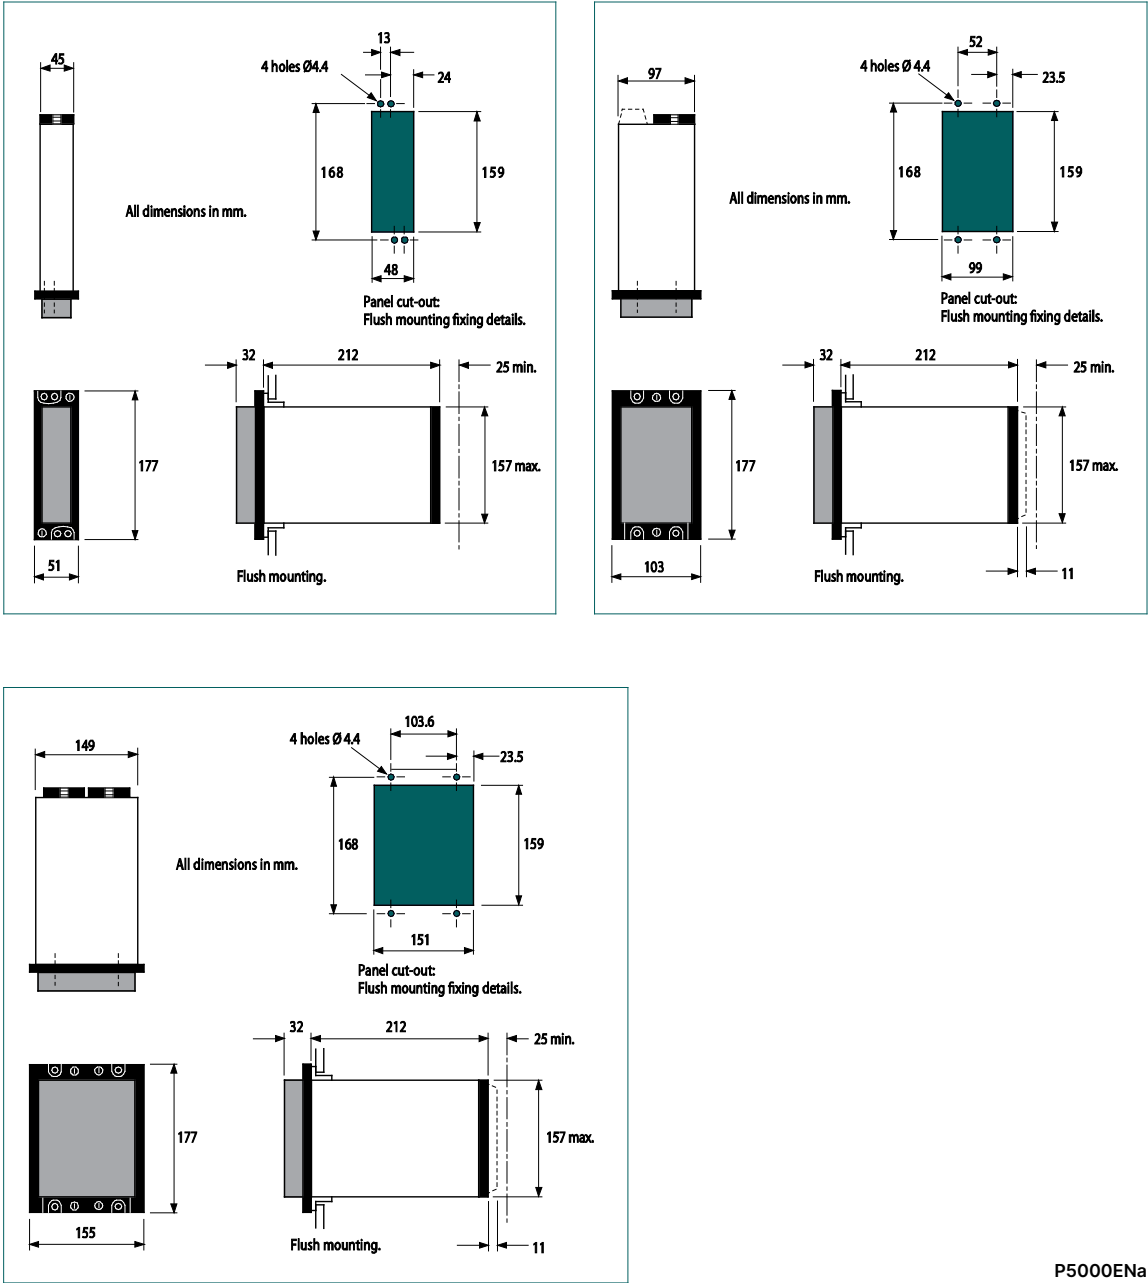 45
13
4 holes Ø4.4
24
168
159
All dimensions in mm.
48
Panel cut-out:
Flush mounting fixing details.
32
212
25 min.
177
157 max.
51
Flush mounting.
97
52
4 holes Ø 4.4
23.5
168
159
All dimensions in mm.
99
Panel cut-out:
Flush mounting fixing details.
32
212
25 min.
177
157 max.
103
Flush mounting.
11
149
103.6
4 holes Ø 4.4
23.5
168
159
All dimensions in mm.
151
Panel cut-out:
Flush mounting fixing details.
32
212
25 min.
177
157 max.
155
Flush mounting.
11
P5000ENa